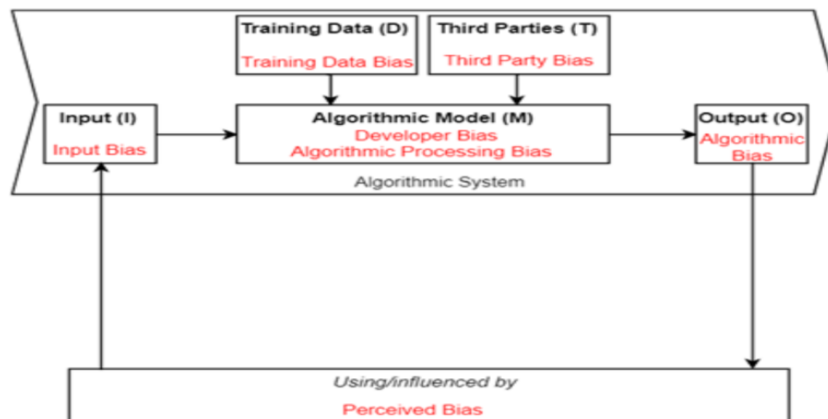 Training Data (D)
Training Data Bias
Third Parties (T)
Third Party Bias
Input (I)
Input Bias
Algorithmic Model (M)
Developer Bias
Algorithmic Processing Bias
Output (O)
Algorithmic
Bias
Algorithmic System
Using/influenced by
Perceived Bias